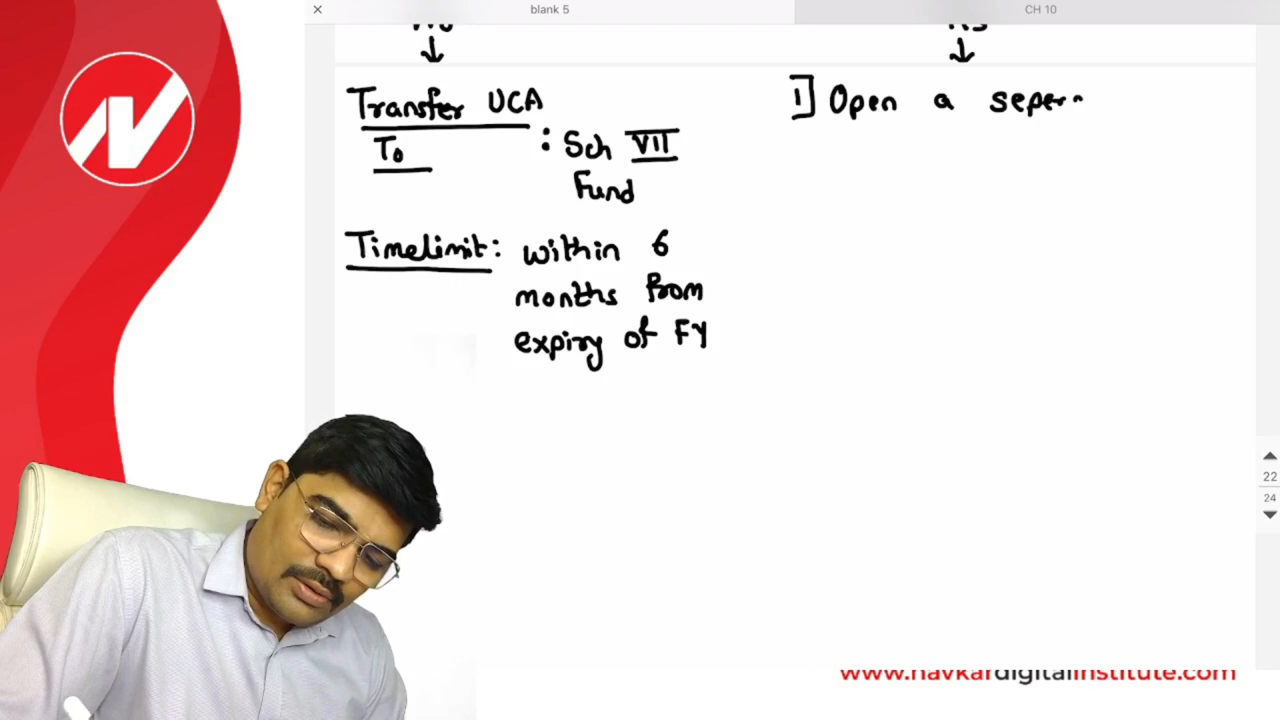 blank 5
CH 10
Transfer UCA
To : Sch VII
Fund
Timelimit: within 6
months from
expiry of FY
1] Open a seper
22
24
www.navkardigitalinstitute.com